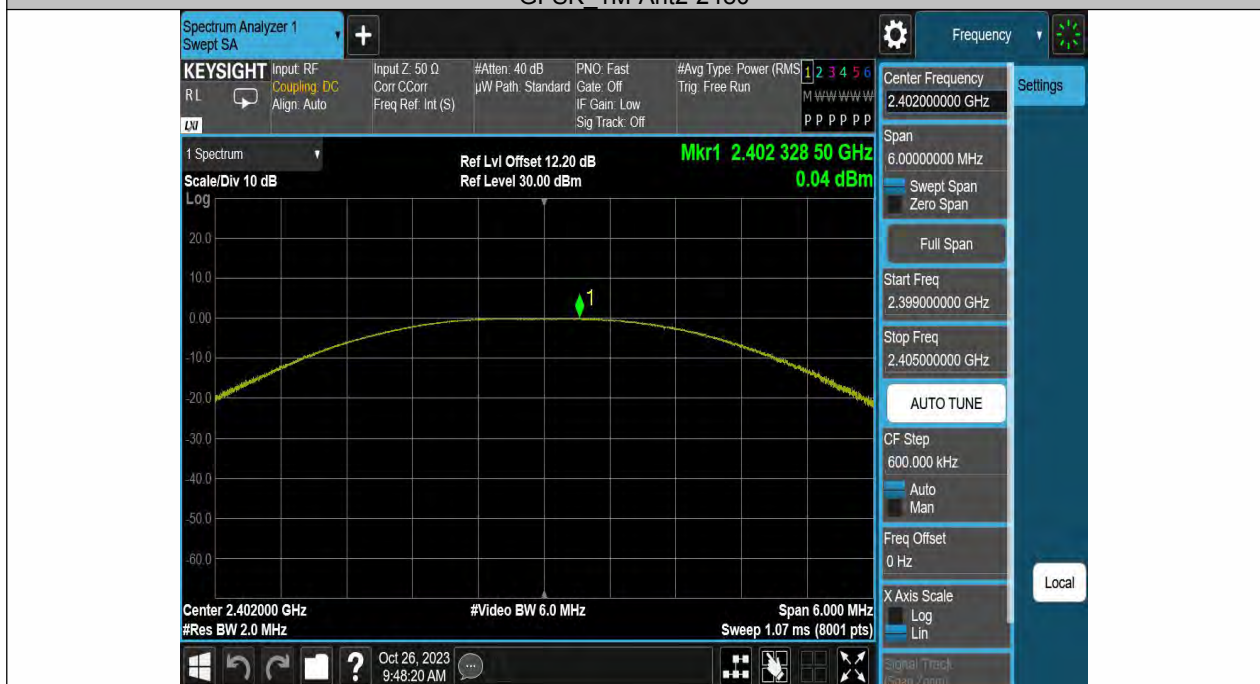 Spectrum Analyzer 1
Swept SA
+
Frequency
KEYSIGHT
RL
LXI
Input: RF
Coupling: DC
Align: Auto
Input Z: 50 Ω
Corr CCorr
Freq Ref: Int (S)
#Atten: 40 dB
µW Path: Standard
PNO: Fast
Gate: Off
IF Gain: Low
Sig Track: Off
#Avg Type: Power (RMS
Trig: Free Run
1 2 3 4 5 6
M W W W W W
P P P P P P
Center Frequency
2.402000000 GHz
Settings
Span
6.00000000 MHz
Swept Span
Zero Span
Full Span
Start Freq
2.399000000 GHz
Stop Freq
2.405000000 GHz
AUTO TUNE
CF Step
600.000 kHz
Auto
Man
Freq Offset
0 Hz
X Axis Scale
Log
Lin
Signal Track
(Span Zoom)
Local
1 Spectrum
Scale/Div 10 dB
Log
Ref Lvl Offset 12.20 dB
Ref Level 30.00 dBm
Mkr1 2.402 328 50 GHz
0.04 dBm
20.0
10.0
0.00
-10.0
-20.0
-30.0
-40.0
-50.0
-60.0
1
Center 2.402000 GHz
#Res BW 2.0 MHz
#Video BW 6.0 MHz
Span 6.000 MHz
Sweep 1.07 ms (8001 pts)
?
Oct 26, 2023
9:48:20 AM